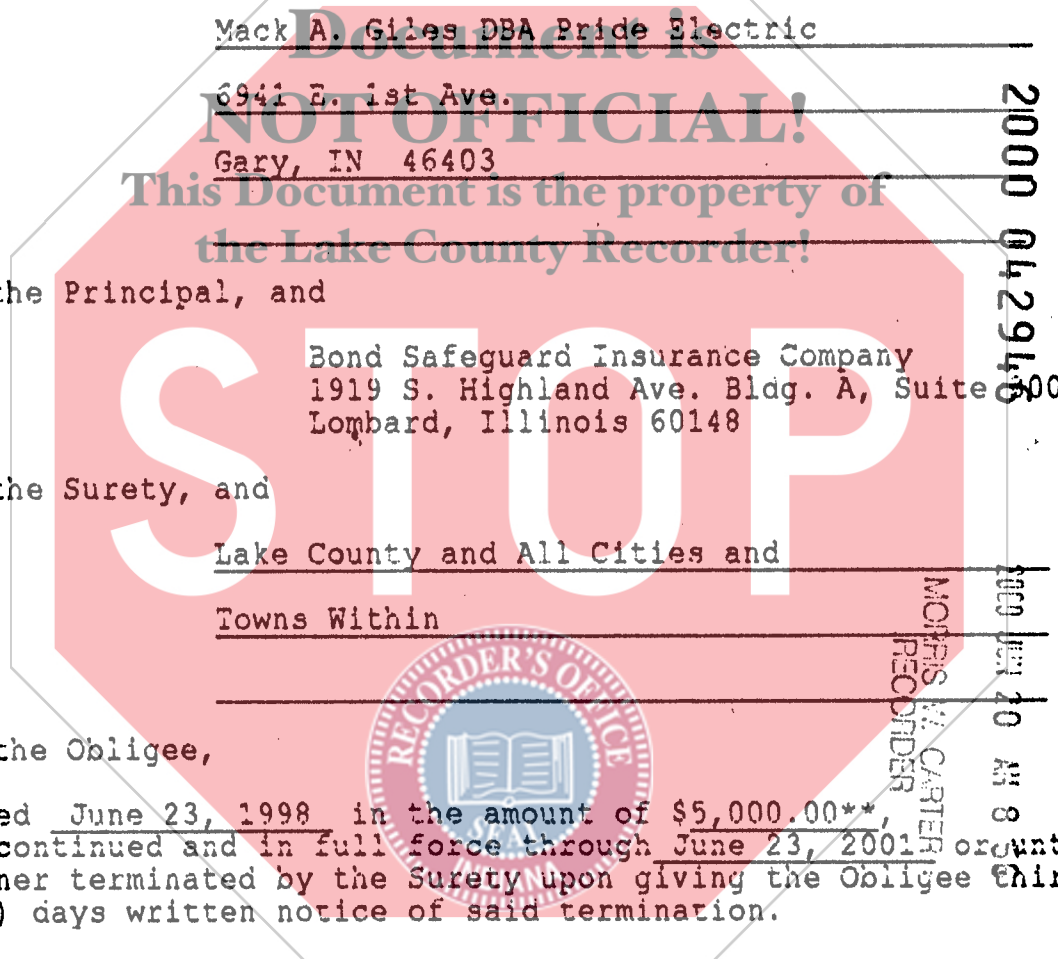 Document is
Mack A. Giles DBA Pride Electric
6941 E. 1st Ave.
NOT OFFICIAL!
Gary, IN 46403
This Document is the property of
the Lake County Recorder!
the Principal, and
Bond Safeguard Insurance Company
1919 S. Highland Ave. Bldg. A, Suite
Lombard, Illinois 60148
STOP
the Surety, and
Lake County and All Cities and
Towns Within
the Obligee,
ed June 23, 1998 in the amount of $5,000.00**,
continued and in full force through June 23, 2001 or unt
ner terminated by the Surety upon giving the Obligee thir
) days written notice of said termination.
RECORDER'S OFFICE
SEAL
INDIANA
2000 042946
MORRIS W. CARTER
RECORDER